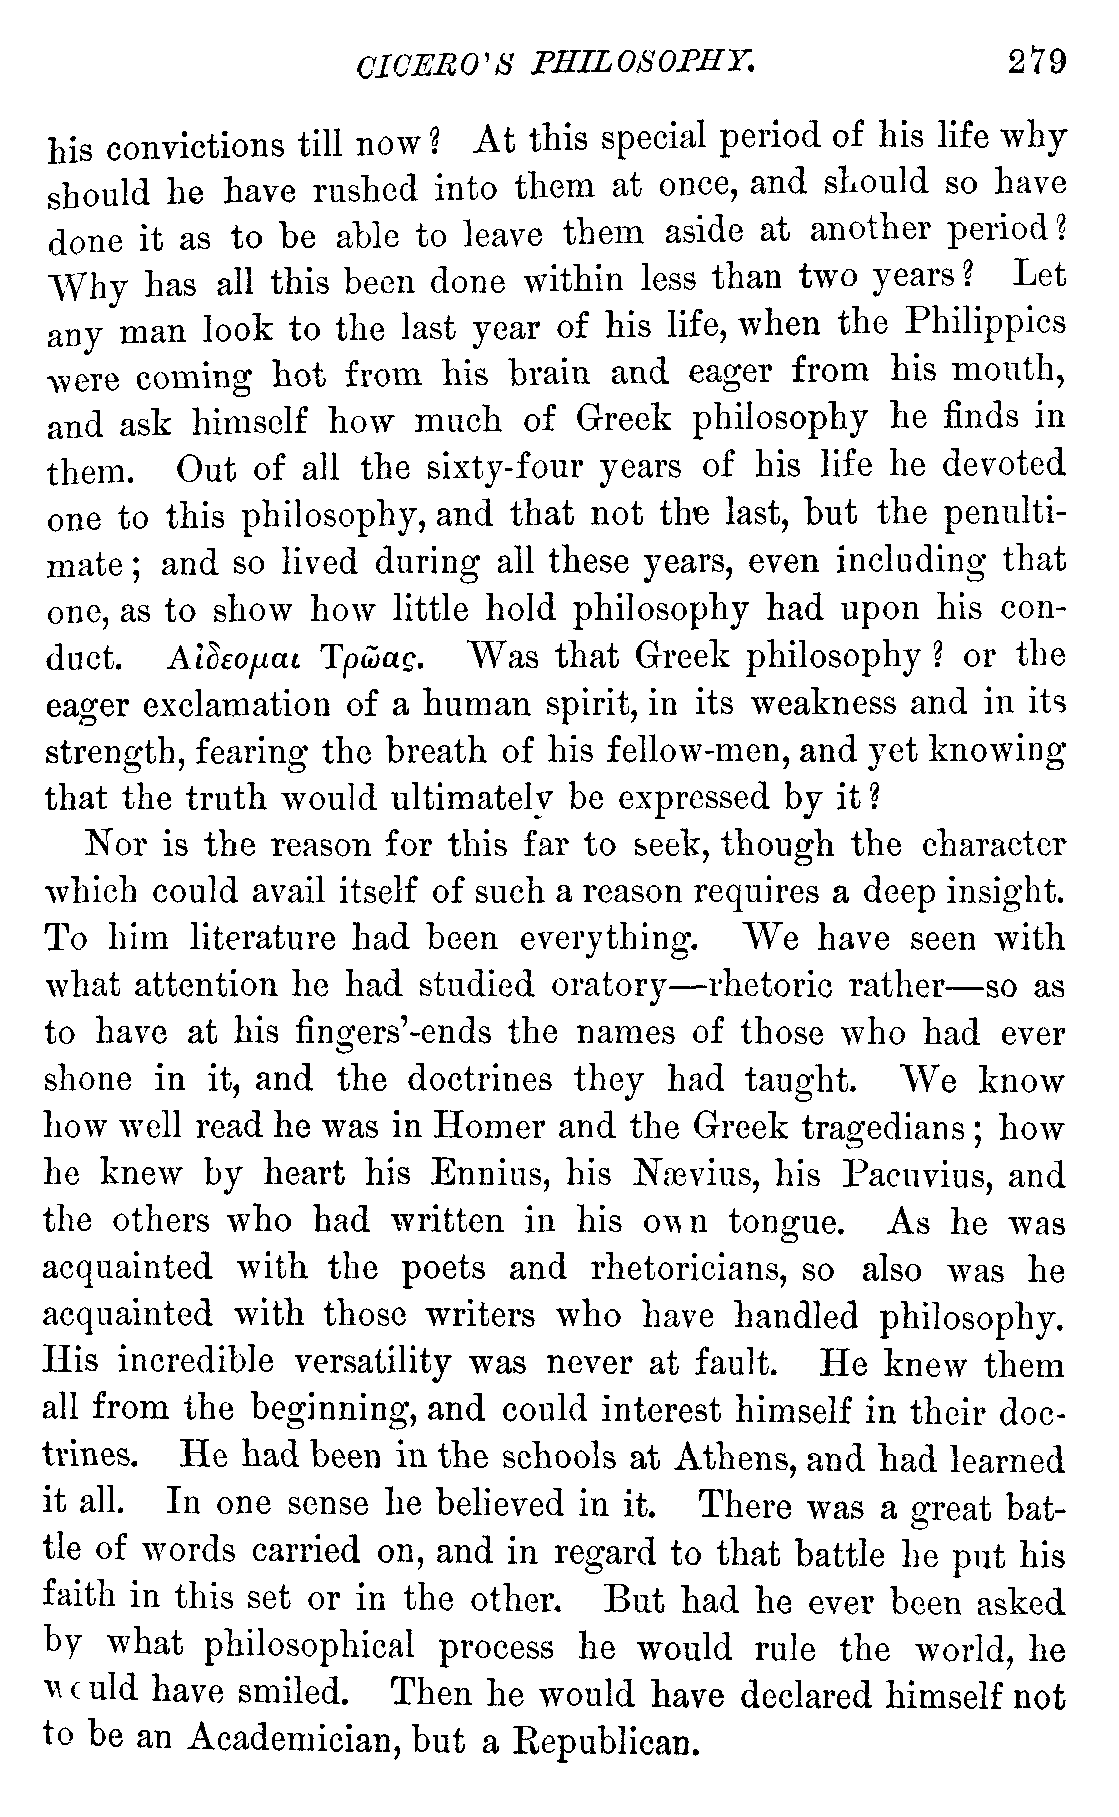 CICERO'S PHILOSOPHY. 279
his convictions till now? At this special period of his life why
should he have rushed into them at once, and should so have
done it as to be able to leave them aside at another period?
Why has all this been done within less than two years? Let
any man look to the last year of his life, when the Philippics
were coming hot from his brain and eager from his mouth,
and ask himself how much of Greek philosophy he finds in
them. Out of all the sixty-four years of his life he devoted
one to this philosophy, and that not the last, but the penulti-
mate; and so lived during all these years, even including that
one, as to show how little hold philosophy had upon his con-
duct. Αἰδεομαι Τρῶας. Was that Greek philosophy? or the
eager exclamation of a human spirit, in its weakness and in its
strength, fearing the breath of his fellow-men, and yet knowing
that the truth would ultimately be expressed by it?
Nor is the reason for this far to seek, though the character
which could avail itself of such a reason requires a deep insight.
To him literature had been everything. We have seen with
what attention he had studied oratory—rhetoric rather—so as
to have at his fingers'-ends the names of those who had ever
shone in it, and the doctrines they had taught. We know
how well read he was in Homer and the Greek tragedians; how
he knew by heart his Ennius, his Nævius, his Pacuvius, and
the others who had written in his own tongue. As he was
acquainted with the poets and rhetoricians, so also was he
acquainted with those writers who have handled philosophy.
His incredible versatility was never at fault. He knew them
all from the beginning, and could interest himself in their doc-
trines. He had been in the schools at Athens, and had learned
it all. In one sense he believed in it. There was a great bat-
tle of words carried on, and in regard to that battle he put his
faith in this set or in the other. But had he ever been asked
by what philosophical process he would rule the world, he
would have smiled. Then he would have declared himself not
to be an Academician, but a Republican.